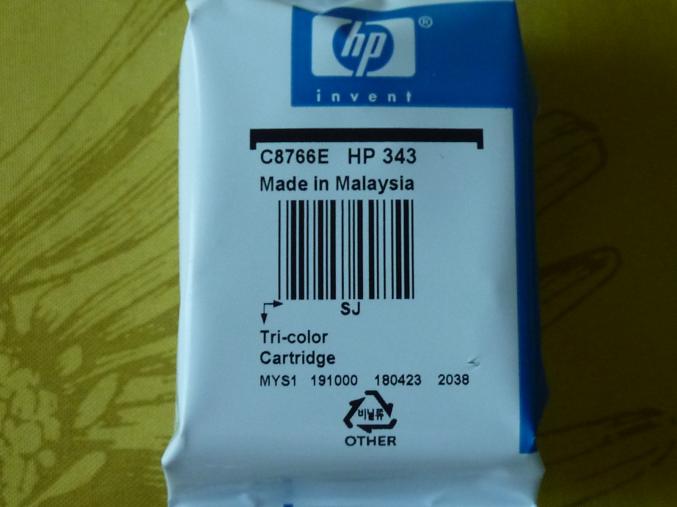 hp®
invent
C8766E HP 343
Made in Malaysia
SJ
Tri-color
Cartridge
MYS1 191000 180423 2038
비닐류
OTHER